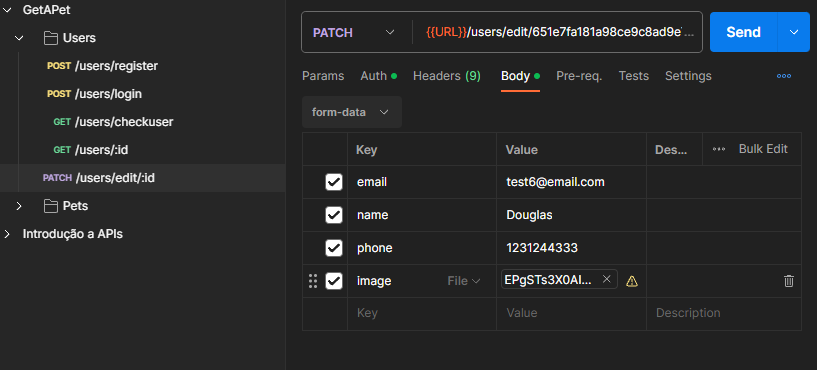 GetAPet
Users
POST /users/register
POST /users/login
GET /users/checkuser
GET /users/:id
PATCH /users/edit/:id
Pets
Introdução a APIs
PATCH {{URL}}/users/edit/651e7fa181a98ce9c8ad9e7... Send
Params Auth Headers (9) Body Pre-req. Tests Settings
form-data
Key Value Des... Bulk Edit
email test6@email.com
name Douglas
phone 1231244333
image File EPgSTs3X0AI...
Key Value Description